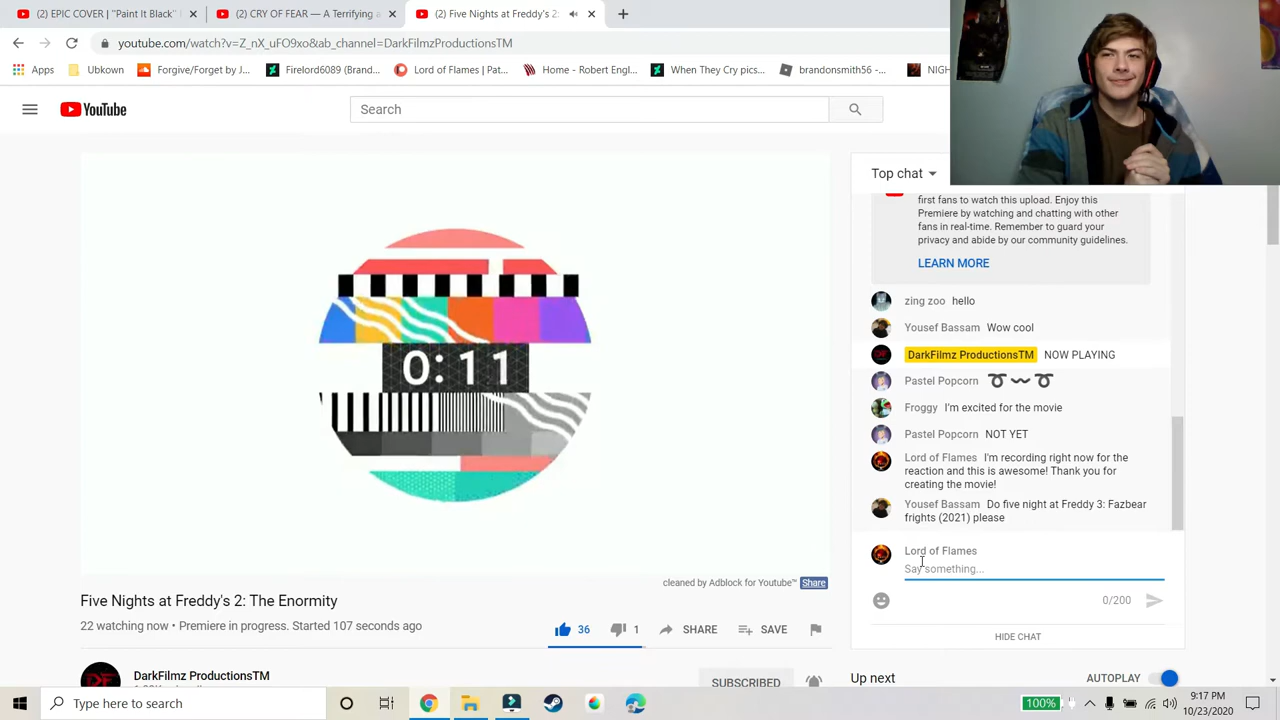 (2) EPIC COVER | "Paint It Black"
(2) CRY OF FEAR — A Terrifying a
(2) Five Nights at Freddy's 2:
youtube.com/watch?v=Z_nX_uFO9xo&ab_channel=DarkFilmzProductionsTM
Apps
Ubkown
Forgive/Forget by J...
Firelord6089 (Brand...
Lord of Flames | Pat...
Home - Robert Engl...
When They Cry pics...
brandonsmith56 -...
NIGH
YouTube
Search
0:11
cleaned by Adblock for Youtube™ Share
Five Nights at Freddy's 2: The Enormity
22 watching now • Premiere in progress. Started 107 seconds ago
36
1
SHARE
SAVE
DF
DarkFilmz ProductionsTM
SUBSCRIBED
Top chat
first fans to watch this upload. Enjoy this
Premiere by watching and chatting with other
fans in real-time. Remember to guard your
privacy and abide by our community guidelines.
LEARN MORE
zing zoo hello
Yousef Bassam Wow cool
DarkFilmz ProductionsTM NOW PLAYING
Pastel Popcorn ➰〰➰
Froggy I'm excited for the movie
Pastel Popcorn NOT YET
Lord of Flames I'm recording right now for the
reaction and this is awesome! Thank you for
creating the movie!
Yousef Bassam Do five night at Freddy 3: Fazbear
frights (2021) please
Lord of Flames
Say something...
0/200
HIDE CHAT
Up next
AUTOPLAY
Type here to search
100%
9:17 PM
10/23/2020